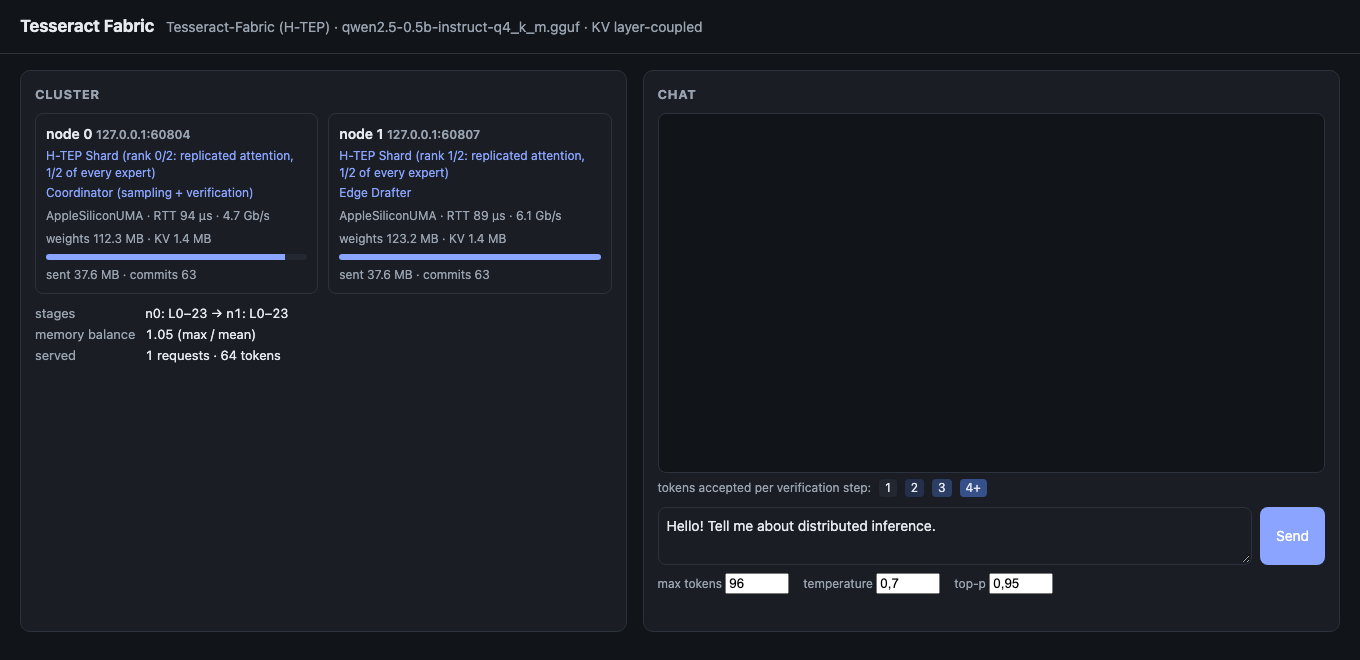 Tesseract Fabric Tesseract-Fabric (H-TEP) · qwen2.5-0.5b-instruct-q4_k_m.gguf · KV layer-coupled
CLUSTER
node 0 127.0.0.1:60804
H-TEP Shard (rank 0/2: replicated attention,
1/2 of every expert)
Coordinator (sampling + verification)
AppleSiliconUMA · RTT 94 µs · 4.7 Gb/s
weights 112.3 MB · KV 1.4 MB
sent 37.6 MB · commits 63
node 1 127.0.0.1:60807
H-TEP Shard (rank 1/2: replicated attention,
1/2 of every expert)
Edge Drafter
AppleSiliconUMA · RTT 89 µs · 6.1 Gb/s
weights 123.2 MB · KV 1.4 MB
sent 37.6 MB · commits 63
stages n0: L0–23 → n1: L0–23
memory balance 1.05 (max / mean)
served 1 requests · 64 tokens
CHAT
tokens accepted per verification step: 1 2 3 4+
Hello! Tell me about distributed inference.
Send
max tokens 96 temperature 0,7 top-p 0,95